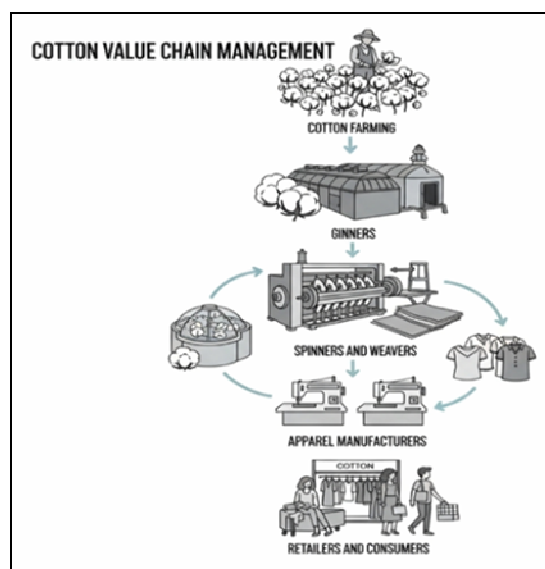 COTTON VALUE CHAIN MANAGEMENT
COTTON FARMING
GINNERS
SPINNERS AND WEAVERS
APPAREL MANUFACTURERS
COTTON
RETAILERS AND CONSUMERS